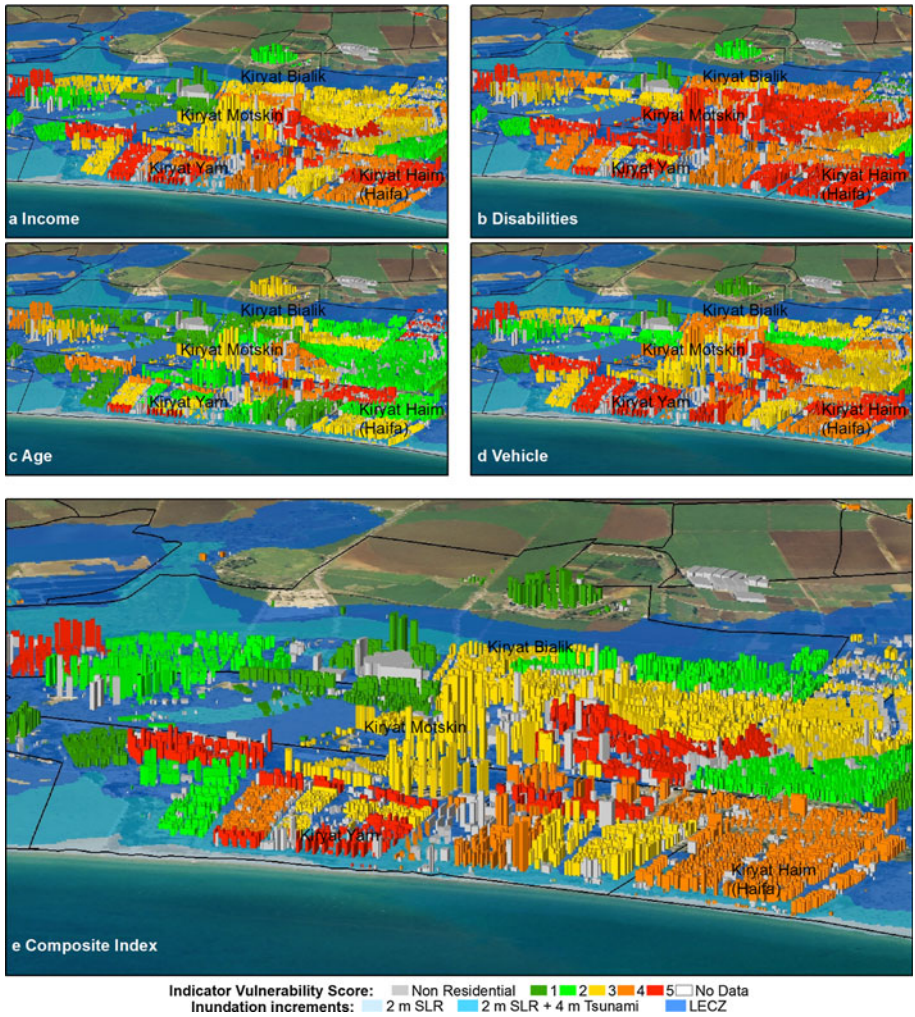 Kiryat Bialik
Kiryat Motskin
Kiryat Yam
Kiryat Haim
(Haifa)
a Income
Kiryat Bialik
Kiryat Motskin
Kiryat Yam
Kiryat Haim
(Haifa)
b Disabilities
Kiryat Bialik
Kiryat Motskin
Kiryat Yam
Kiryat Haim
(Haifa)
c Age
Kiryat Bialik
Kiryat Motskin
Kiryat Yam
Kiryat Haim
(Haifa)
d Vehicle
Kiryat Bialik
Kiryat Motskin
Kiryat Yam
Kiryat Haim
(Haifa)
e Composite Index
Indicator Vulnerability Score: Non Residential 1 2 3 4 5 No Data
Inundation increments: 2 m SLR 2 m SLR + 4 m Tsunami LECZ